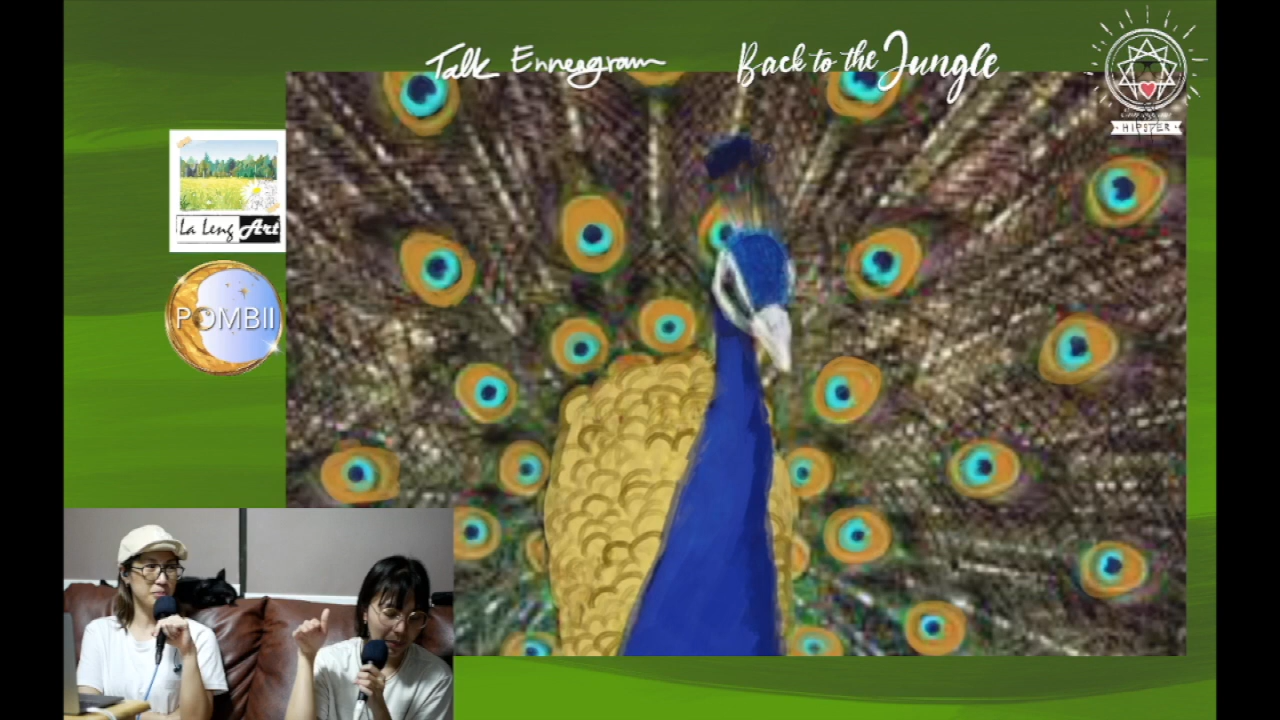 Talk Enneagram
Back to the Jungle
HIPSTER
La Leng Art
POMBII